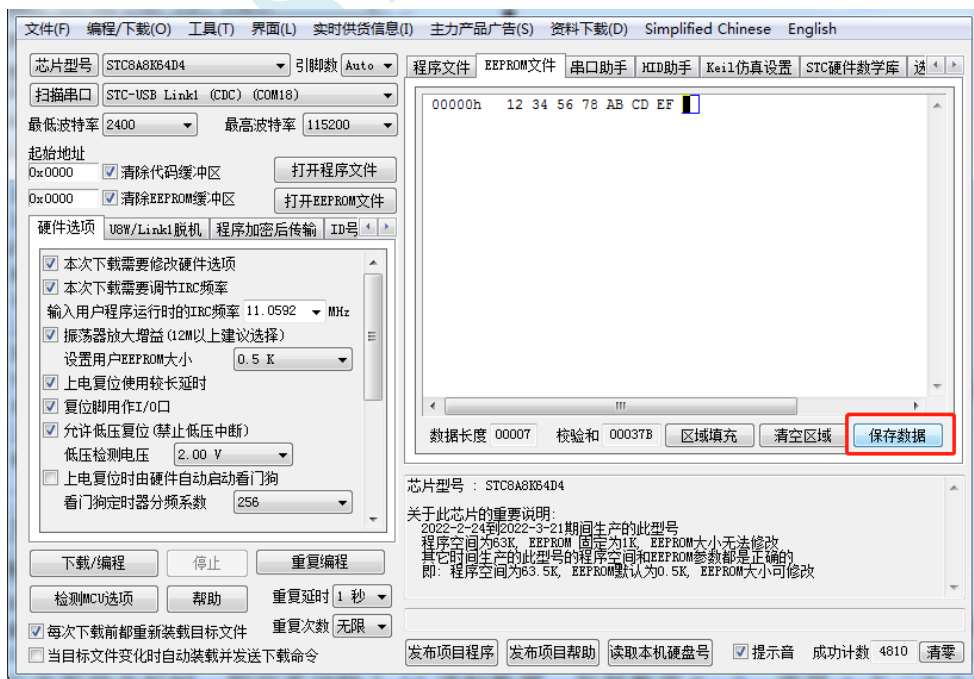 文件(F) 编程/下载(O) 工具(T) 界面(L) 实时供货信息(I) 主力产品广告(S) 资料下载(D) Simplified Chinese English
芯片型号 STC8A8K64D4 引脚数 Auto
扫描串口 STC-USB Link1 (CDC) (COM18)
最低波特率 2400 最高波特率 115200
起始地址
0x0000 清除代码缓冲区 打开程序文件
0x0000 清除EEPROM缓冲区 打开EEPROM文件
硬件选项 U8W/Link1脱机 程序加密后传输 ID号
本次下载需要修改硬件选项
本次下载需要调节IRC频率
输入用户程序运行时的IRC频率 11.0592 MHz
振荡器放大增益(12M以上建议选择)
设置用户EEPROM大小 0.5 K
上电复位使用较长延时
复位脚用作I/O口
允许低压复位(禁止低压中断)
低压检测电压 2.00 V
上电复位时由硬件自动启动看门狗
看门狗定时器分频系数 256
下载/编程 停止 重复编程
检测MCU选项 帮助 重复延时 1 秒
每次下载前都重新装载目标文件 重复次数 无限
当目标文件变化时自动装载并发送下载命令
程序文件 EEPROM文件 串口助手 HID助手 Keil仿真设置 STC硬件数学库 选
00000h 12 34 56 78 AB CD EF
数据长度 00007 校验和 00037B 区域填充 清空区域 保存数据
芯片型号 : STC8A8K64D4
关于此芯片的重要说明:
2022-2-24到2022-3-21期间生产的此型号
程序空间为63K, EEPROM 固定为1K, EEPROM大小无法修改
其它时间生产的此型号的程序空间和EEPROM参数都是正确的
即: 程序空间为63.5K, EEPROM默认为0.5K, EEPROM大小可修改
发布项目程序 发布项目帮助 读取本机硬盘号 提示音 成功计数 4810 清零